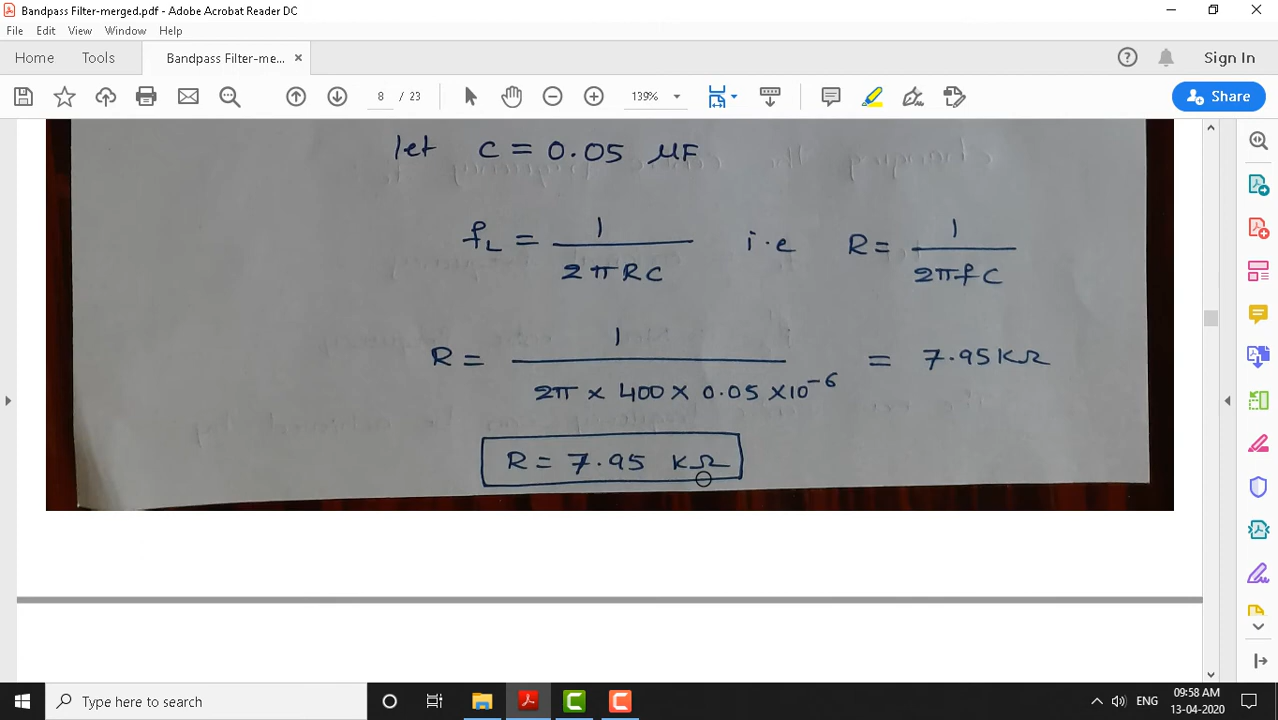 Bandpass Filter-merged.pdf - Adobe Acrobat Reader DC
File Edit View Window Help
Home Tools Bandpass Filter-me... × Sign In
8 / 23 139% Share
let C = 0.05 µF
fL = 1 / 2πRC i.e R = 1 / 2πfC
R = 1 / 2π × 400 × 0.05 × 10⁻⁶ = 7.95 KΩ
R = 7.95 KΩ
Type here to search
ENG
09:58 AM
13-04-2020